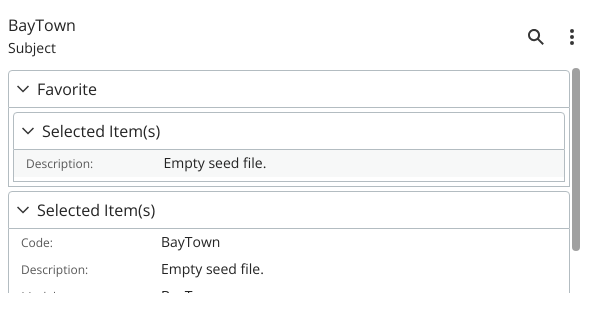 BayTown
Subject
Favorite
Selected Item(s)
Description: Empty seed file.
Selected Item(s)
Code: BayTown
Description: Empty seed file.